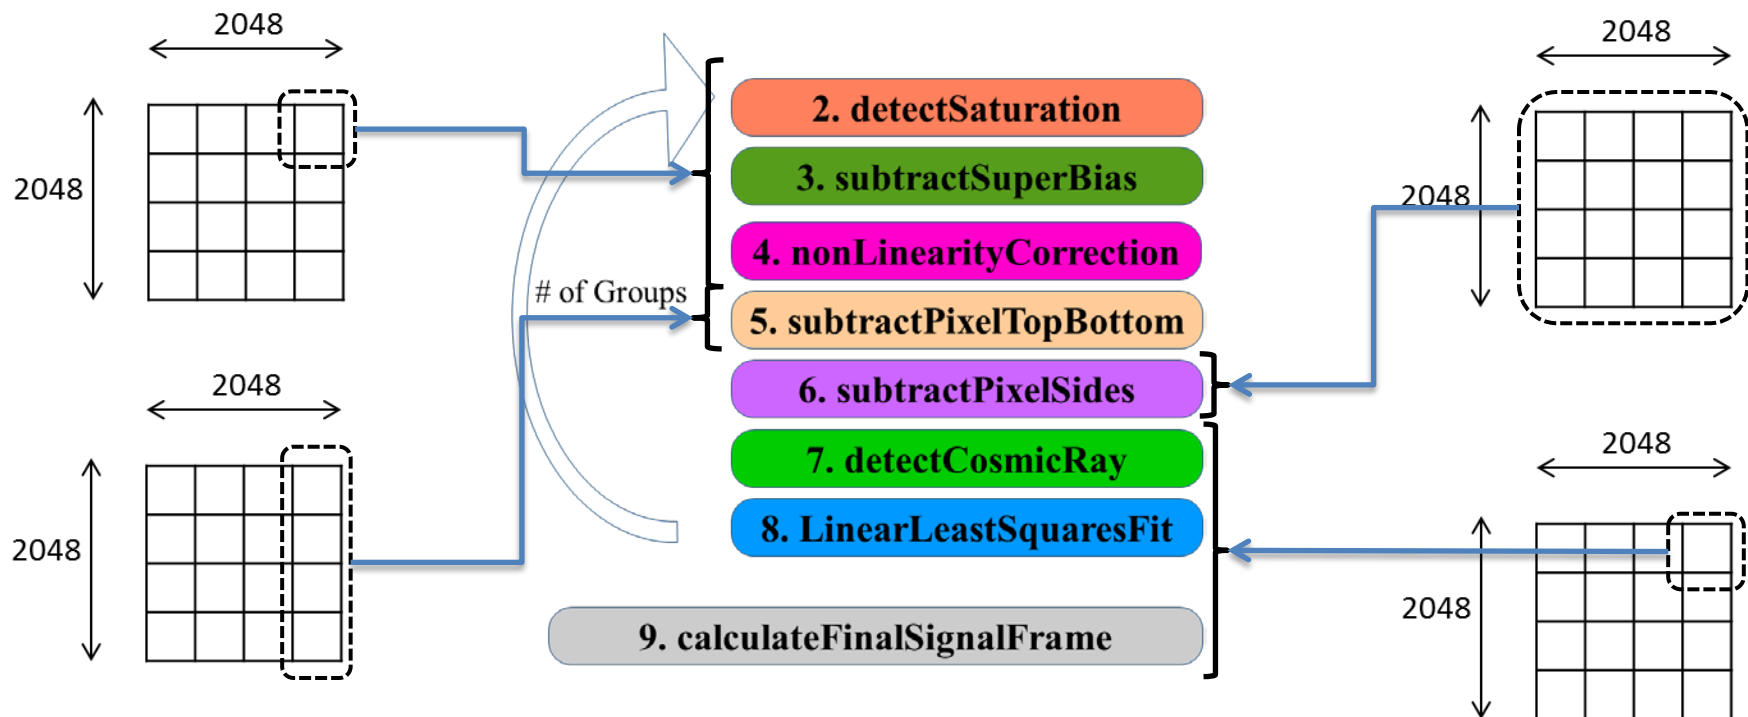 2048
2048
2048
2048
2. detectSaturation
3. subtractSuperBias
4. nonLinearityCorrection
# of Groups
5. subtractPixelTopBottom
6. subtractPixelSides
7. detectCosmicRay
8. LinearLeastSquaresFit
9. calculateFinalSignalFrame
2048
2048
2048
2048